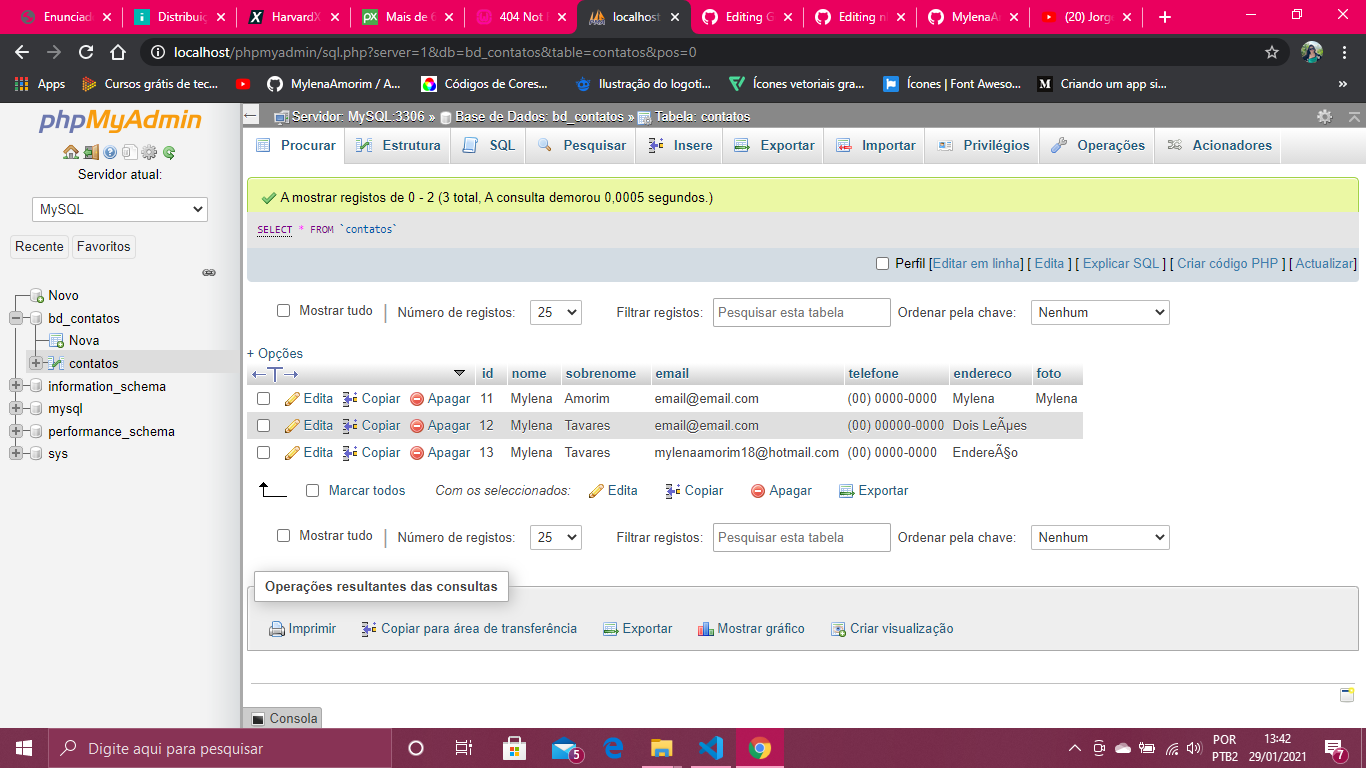 Enunciad
Distribuiç
HarvardX
Mais de 6
404 Not F
localhost
Editing G
Editing nl
MylenaAm
(20) Jorg
localhost/phpmyadmin/sql.php?server=1&db=bd_contatos&table=contatos&pos=0
Apps
Cursos grátis de tec...
MylenaAmorim / A...
Códigos de Cores...
Ilustração do logoti...
Ícones vetoriais gra...
Ícones | Font Aweso...
Criando um app si...
»
phpMyAdmin
Servidor atual:
MySQL
Recente Favoritos
Novo
bd_contatos
Nova
contatos
information_schema
mysql
performance_schema
sys
Servidor: MySQL:3306 » Base de Dados: bd_contatos » Tabela: contatos
Procurar Estrutura SQL Pesquisar Insere Exportar Importar Privilégios Operações Acionadores
A mostrar registos de 0 - 2 (3 total, A consulta demorou 0,0005 segundos.)
SELECT * FROM `contatos`
Perfil [Editar em linha] [ Edita ] [ Explicar SQL ] [ Criar código PHP ] [ Actualizar]
Mostrar tudo | Número de registos: 25 Filtrar registos: Pesquisar esta tabela Ordenar pela chave: Nenhum
+ Opções
id nome sobrenome email telefone endereco foto
Edita Copiar Apagar 11 Mylena Amorim email@email.com (00) 0000-0000 Mylena Mylena
Edita Copiar Apagar 12 Mylena Tavares email@email.com (00) 00000-0000 Dois LeÃµes
Edita Copiar Apagar 13 Mylena Tavares mylenaamorim18@hotmail.com (00) 0000-0000 EndereÃ§o
Marcar todos Com os seleccionados: Edita Copiar Apagar Exportar
Mostrar tudo | Número de registos: 25 Filtrar registos: Pesquisar esta tabela Ordenar pela chave: Nenhum
Operações resultantes das consultas
Imprimir Copiar para área de transferência Exportar Mostrar gráfico Criar visualização
Consola
Digite aqui para pesquisar
5
POR
PTB2
13:42
29/01/2021
7